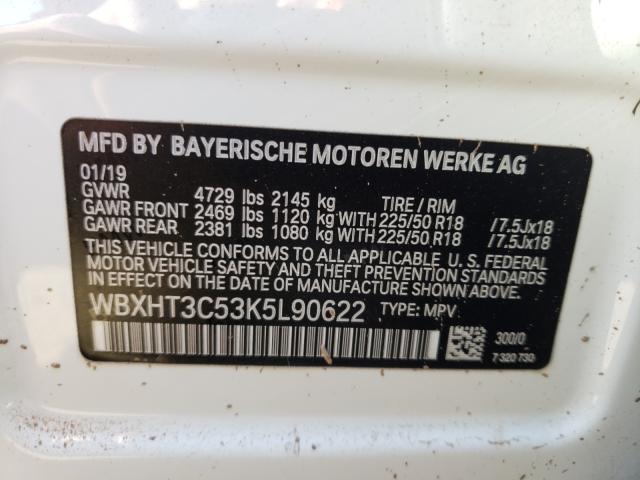 MFD BY BAYERISCHE MOTOREN WERKE AG
01/19
GVWR 4729 lbs 2145 kg TIRE / RIM
GAWR FRONT 2469 lbs 1120 kg WITH 225/50 R18 /7.5Jx18
GAWR REAR 2381 lbs 1080 kg WITH 225/50 R18 /7.5Jx18
THIS VEHICLE CONFORMS TO ALL APPLICABLE U. S. FEDERAL
MOTOR VEHICLE SAFETY AND THEFT PREVENTION STANDARDS
IN EFFECT ON THE DATE OF MANUFACTURE SHOWN ABOVE.
WBXHT3C53K5L90622 TYPE: MPV
300/0
7 320 730